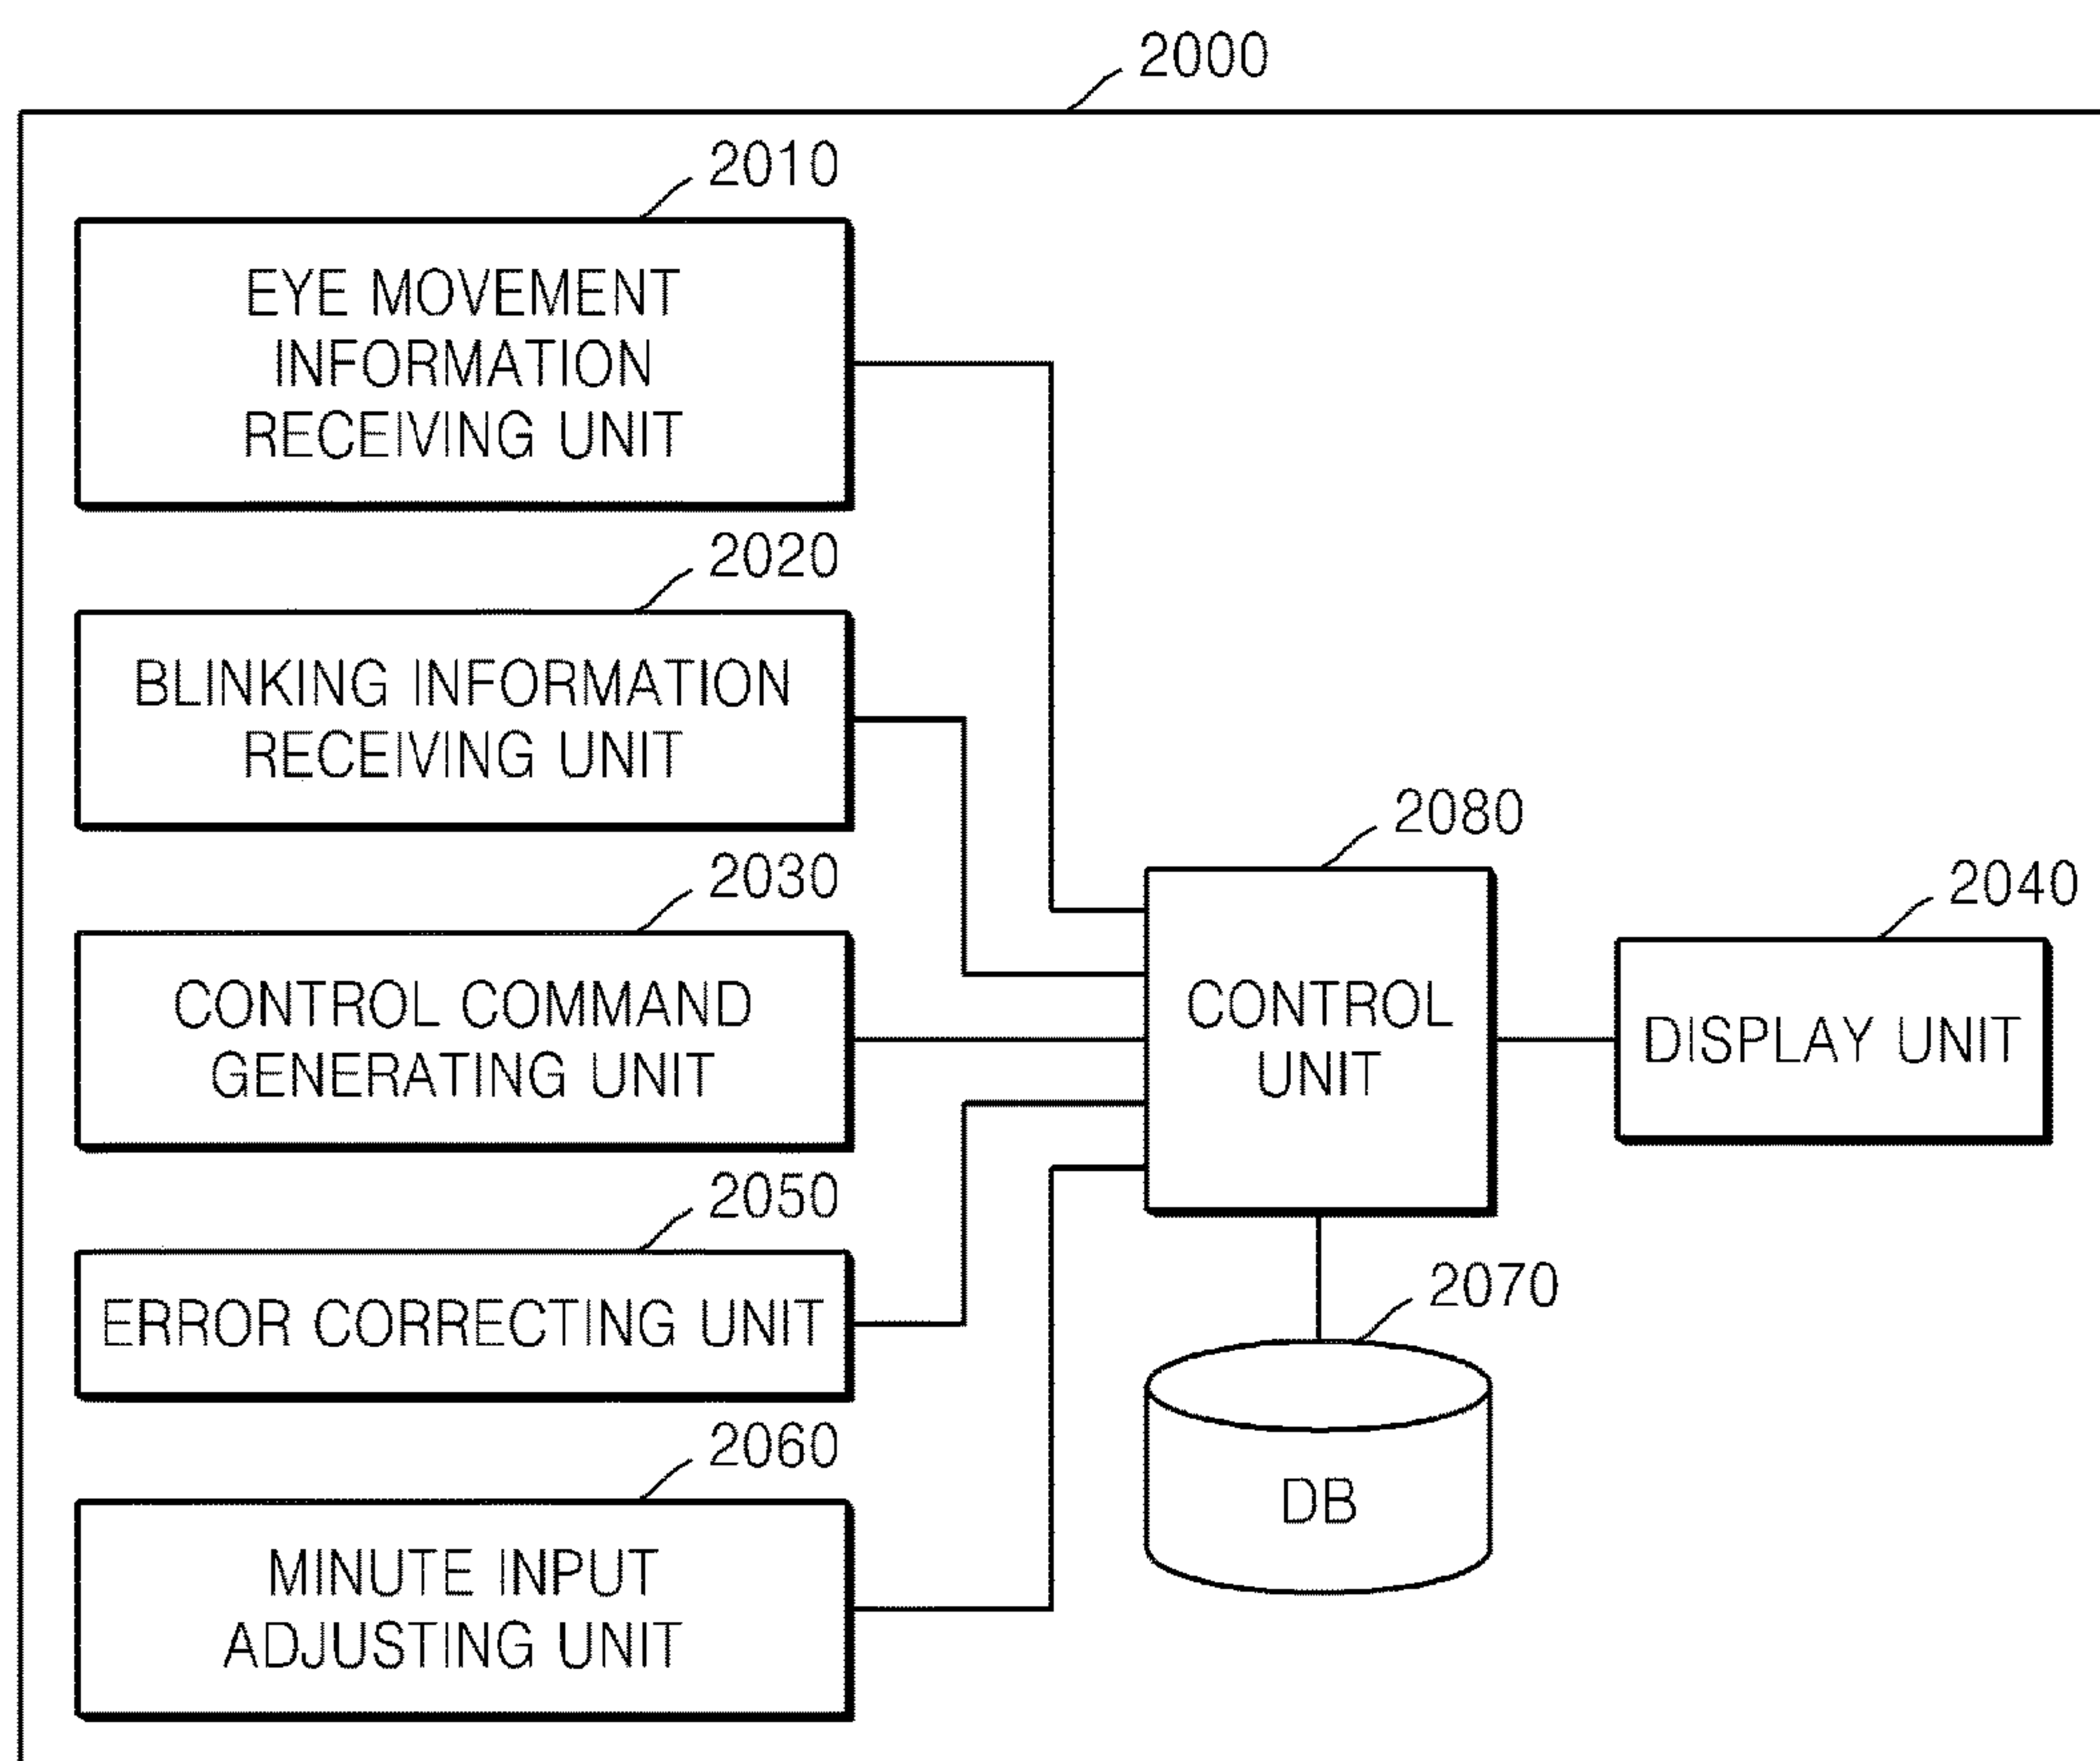 2000
2010
EYE MOVEMENT
INFORMATION
RECEIVING UNIT
2020
BLINKING INFORMATION
RECEIVING UNIT
2030
CONTROL COMMAND
GENERATING UNIT
2050
ERROR CORRECTING UNIT
2060
MINUTE INPUT
ADJUSTING UNIT
2080
CONTROL
UNIT
2040
DISPLAY UNIT
2070
DB